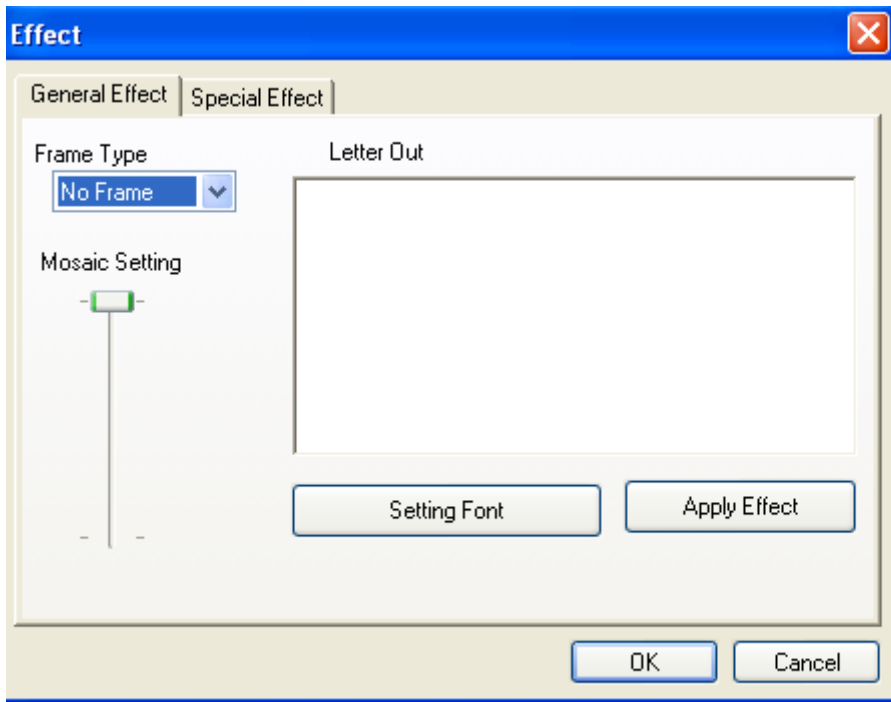 Effect
General Effect
Special Effect
Frame Type
Letter Out
No Frame
Mosaic Setting
Setting Font
Apply Effect
OK
Cancel